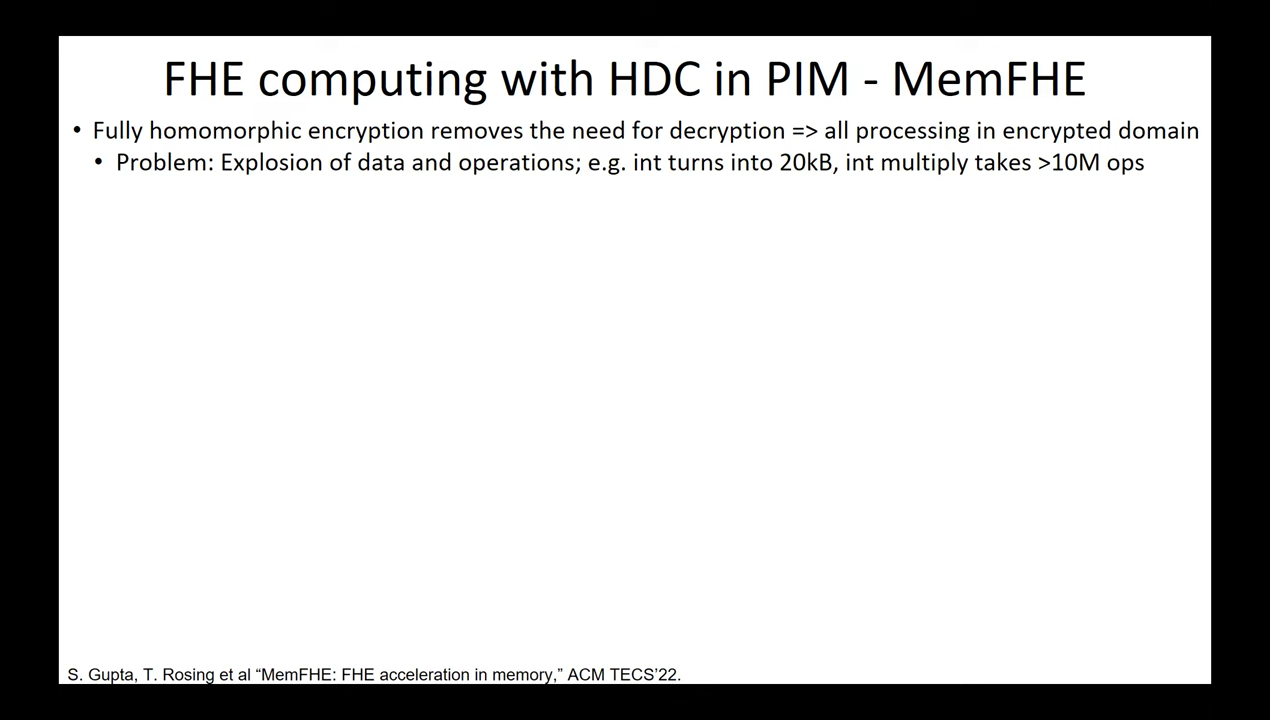 FHE computing with HDC in PIM - MemFHE
• Fully homomorphic encryption removes the need for decryption => all processing in encrypted domain
• Problem: Explosion of data and operations; e.g. int turns into 20kB, int multiply takes >10M ops
S. Gupta, T. Rosing et al “MemFHE: FHE acceleration in memory,” ACM TECS’22.